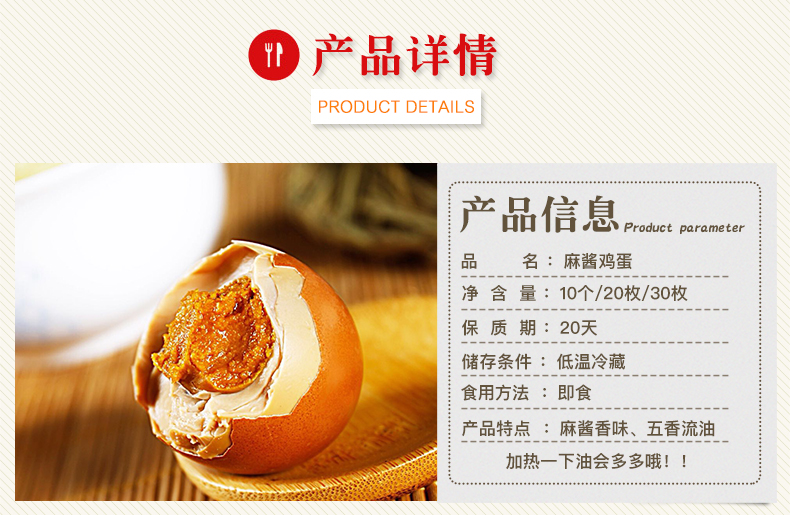 产品详情
PRODUCT DETAILS
产品信息 Product parameter
品 名：麻酱鸡蛋
净 含 量：10个/20枚/30枚
保 质 期：20天
储存条件：低温冷藏
食用方法：即食
产品特点：麻酱香味、五香流油
加热一下油会多多哦！！